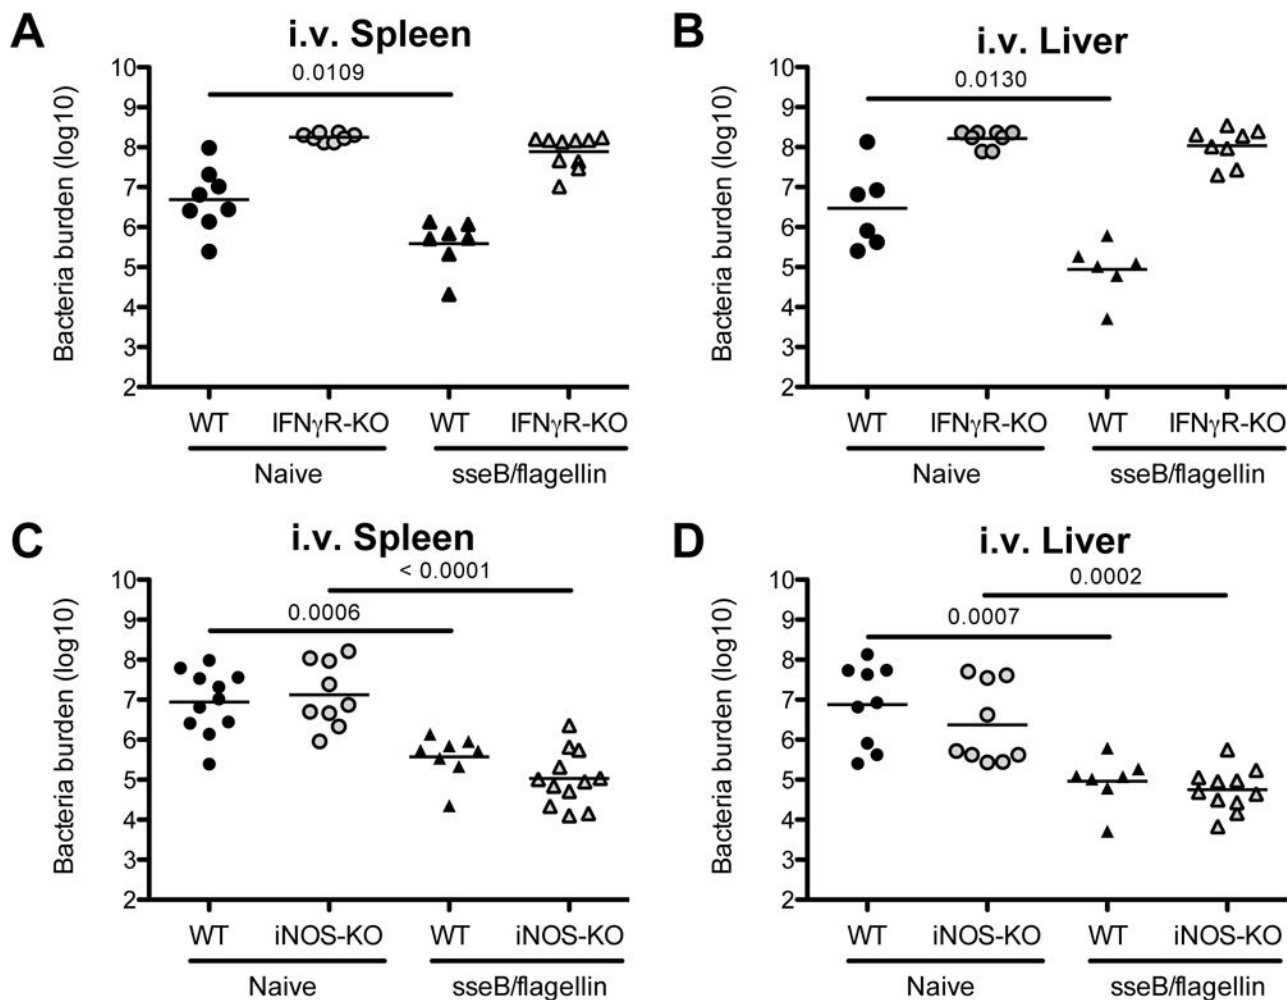 A
i.v. Spleen
Bacteria burden (log10)
10
9
8
7
6
5
4
3
2
0.0109
WT IFNγR-KO WT IFNγR-KO
Naive sseB/flagellin
B
i.v. Liver
Bacteria burden (log10)
10
9
8
7
6
5
4
3
2
0.0130
WT IFNγR-KO WT IFNγR-KO
Naive sseB/flagellin
C
i.v. Spleen
Bacteria burden (log10)
10
9
8
7
6
5
4
3
2
< 0.0001
0.0006
WT iNOS-KO WT iNOS-KO
Naive sseB/flagellin
D
i.v. Liver
Bacteria burden (log10)
10
9
8
7
6
5
4
3
2
0.0002
0.0007
WT iNOS-KO WT iNOS-KO
Naive sseB/flagellin